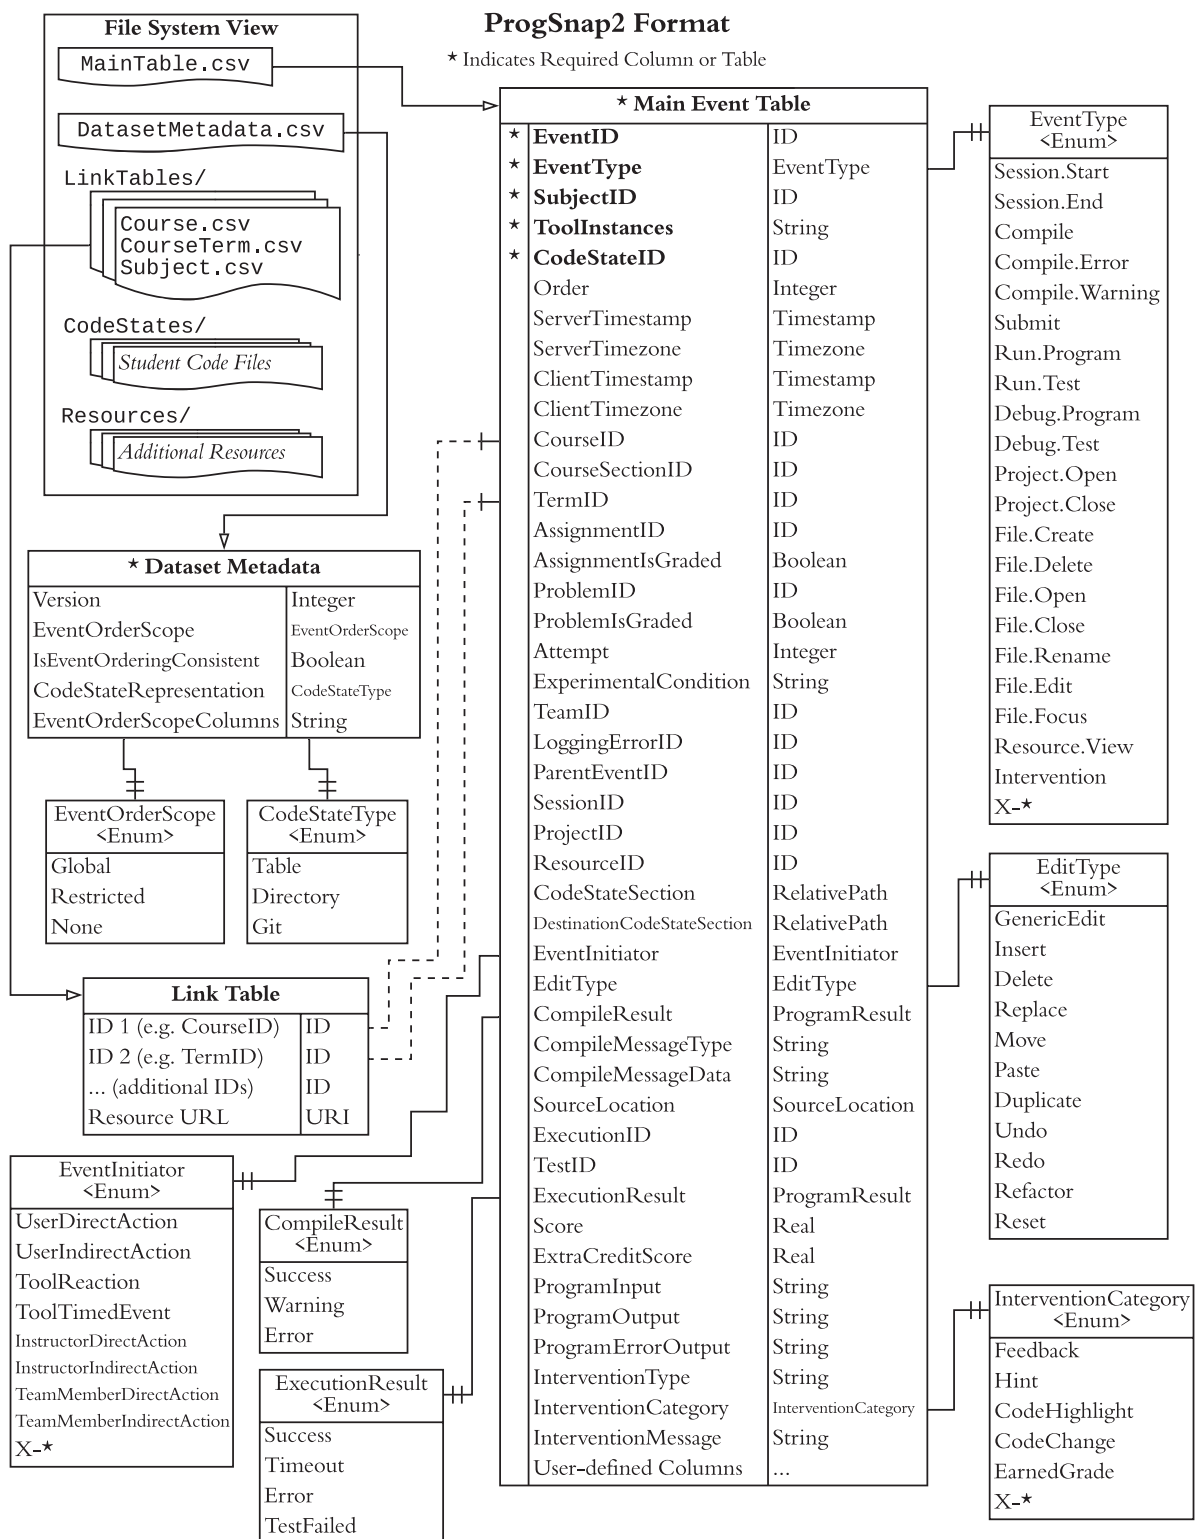 ProgSnap2 Format
★ Indicates Required Column or Table
File System View
MainTable.csv
DatasetMetadata.csv
LinkTables/
Course.csv
CourseTerm.csv
Subject.csv
CodeStates/
Student Code Files
Resources/
Additional Resources
★ Dataset Metadata
Version Integer
EventOrderScope EventOrderScope
IsEventOrderingConsistent Boolean
CodeStateRepresentation CodeStateType
EventOrderScopeColumns String
EventOrderScope
<Enum>
Global
Restricted
None
CodeStateType
<Enum>
Table
Directory
Git
Link Table
ID 1 (e.g. CourseID) ID
ID 2 (e.g. TermID) ID
... (additional IDs) ID
Resource URL URI
EventInitiator
<Enum>
UserDirectAction
UserIndirectAction
ToolReaction
ToolTimedEvent
InstructorDirectAction
InstructorIndirectAction
TeamMemberDirectAction
TeamMemberIndirectAction
X-★
CompileResult
<Enum>
Success
Warning
Error
ExecutionResult
<Enum>
Success
Timeout
Error
TestFailed
★ Main Event Table
★ EventID ID
★ EventType EventType
★ SubjectID ID
★ ToolInstances String
★ CodeStateID ID
Order Integer
ServerTimestamp Timestamp
ServerTimezone Timezone
ClientTimestamp Timestamp
ClientTimezone Timezone
CourseID ID
CourseSectionID ID
TermID ID
AssignmentID ID
AssignmentIsGraded Boolean
ProblemID ID
ProblemIsGraded Boolean
Attempt Integer
ExperimentalCondition String
TeamID ID
LoggingErrorID ID
ParentEventID ID
SessionID ID
ProjectID ID
ResourceID ID
CodeStateSection RelativePath
DestinationCodeStateSection RelativePath
EventInitiator EventInitiator
EditType EditType
CompileResult ProgramResult
CompileMessageType String
CompileMessageData String
SourceLocation SourceLocation
ExecutionID ID
TestID ID
ExecutionResult ProgramResult
Score Real
ExtraCreditScore Real
ProgramInput String
ProgramOutput String
ProgramErrorOutput String
InterventionType String
InterventionCategory InterventionCategory
InterventionMessage String
User-defined Columns ...
EventType
<Enum>
Session.Start
Session.End
Compile
Compile.Error
Compile.Warning
Submit
Run.Program
Run.Test
Debug.Program
Debug.Test
Project.Open
Project.Close
File.Create
File.Delete
File.Open
File.Close
File.Rename
File.Edit
File.Focus
Resource.View
Intervention
X-★
EditType
<Enum>
GenericEdit
Insert
Delete
Replace
Move
Paste
Duplicate
Undo
Redo
Refactor
Reset
InterventionCategory
<Enum>
Feedback
Hint
CodeHighlight
CodeChange
EarnedGrade
X-★